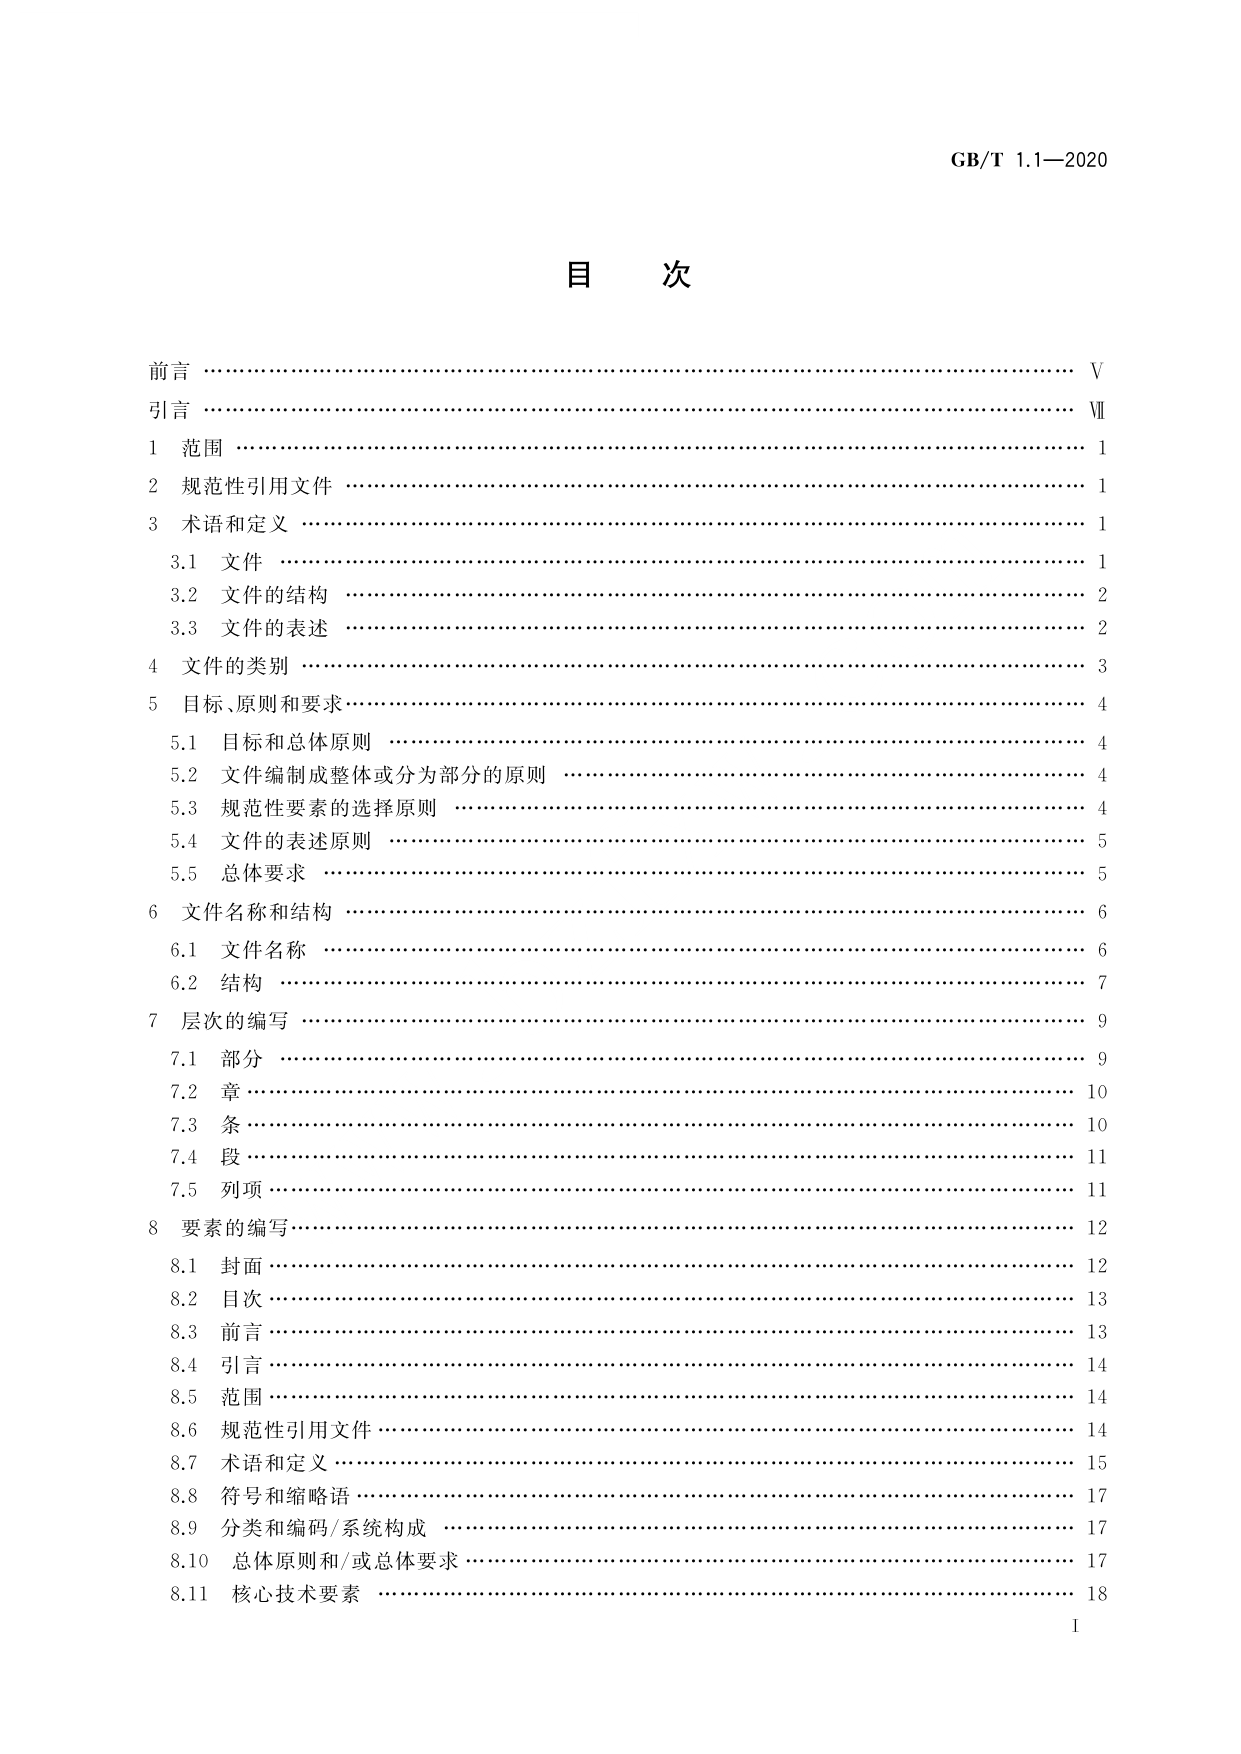 GB/T 1.1—2020
目 次
前言 …… Ⅴ
引言 …… Ⅶ
1 范围 …… 1
2 规范性引用文件 …… 1
3 术语和定义 …… 1
3.1 文件 …… 1
3.2 文件的结构 …… 2
3.3 文件的表述 …… 2
4 文件的类别 …… 3
5 目标、原则和要求 …… 4
5.1 目标和总体原则 …… 4
5.2 文件编制成整体或分为部分的原则 …… 4
5.3 规范性要素的选择原则 …… 4
5.4 文件的表述原则 …… 5
5.5 总体要求 …… 5
6 文件名称和结构 …… 6
6.1 文件名称 …… 6
6.2 结构 …… 7
7 层次的编写 …… 9
7.1 部分 …… 9
7.2 章 …… 10
7.3 条 …… 10
7.4 段 …… 11
7.5 列项 …… 11
8 要素的编写 …… 12
8.1 封面 …… 12
8.2 目次 …… 13
8.3 前言 …… 13
8.4 引言 …… 14
8.5 范围 …… 14
8.6 规范性引用文件 …… 14
8.7 术语和定义 …… 15
8.8 符号和缩略语 …… 17
8.9 分类和编码/系统构成 …… 17
8.10 总体原则和/或总体要求 …… 17
8.11 核心技术要素 …… 18
Ⅰ